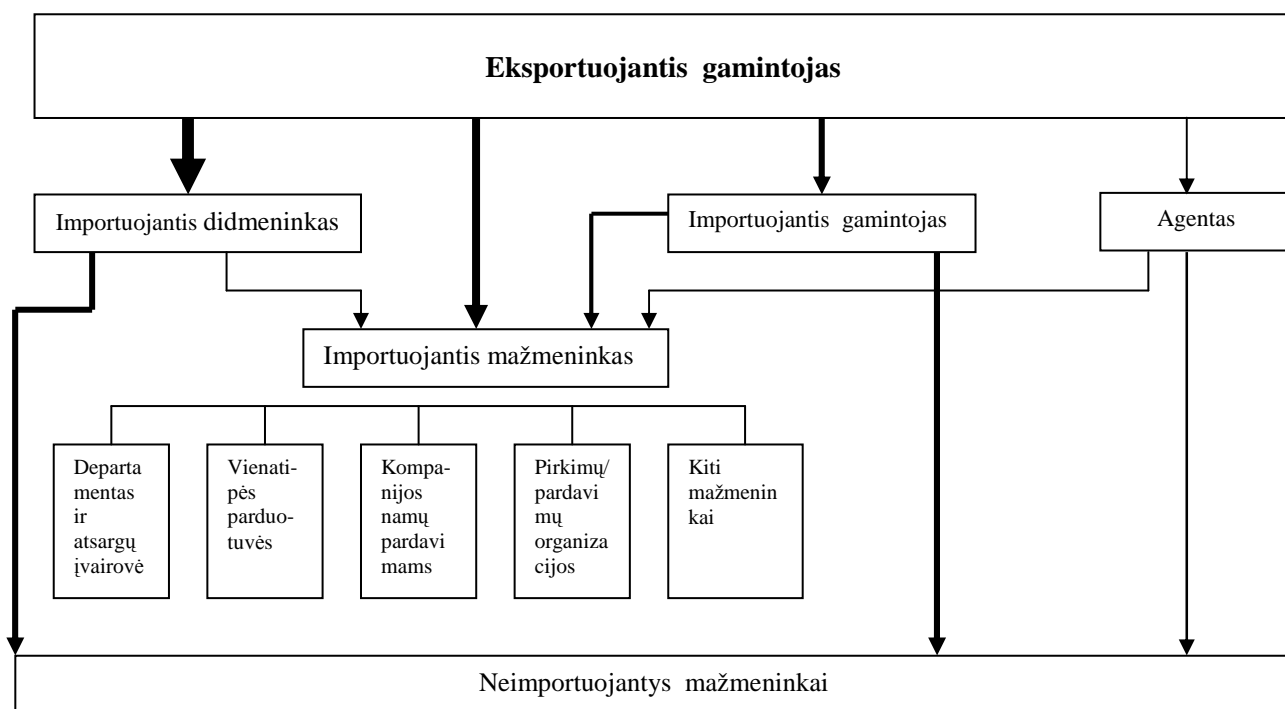 Eksportuojantis gamintojas
Importuojantis didmeninkas
Importuojantis gamintojas
Agentas
Importuojantis mažmeninkas
Departa
mentas
ir
atsargų
įvairovė
Vienati-
pės
parduo-
tuvės
Kompa-
nijos
namų
pardavi
mams
Pirkimų/
pardavi
mų
organiza
cijos
Kiti
mažmenin
kai
Neimportuojantys mažmeninkai